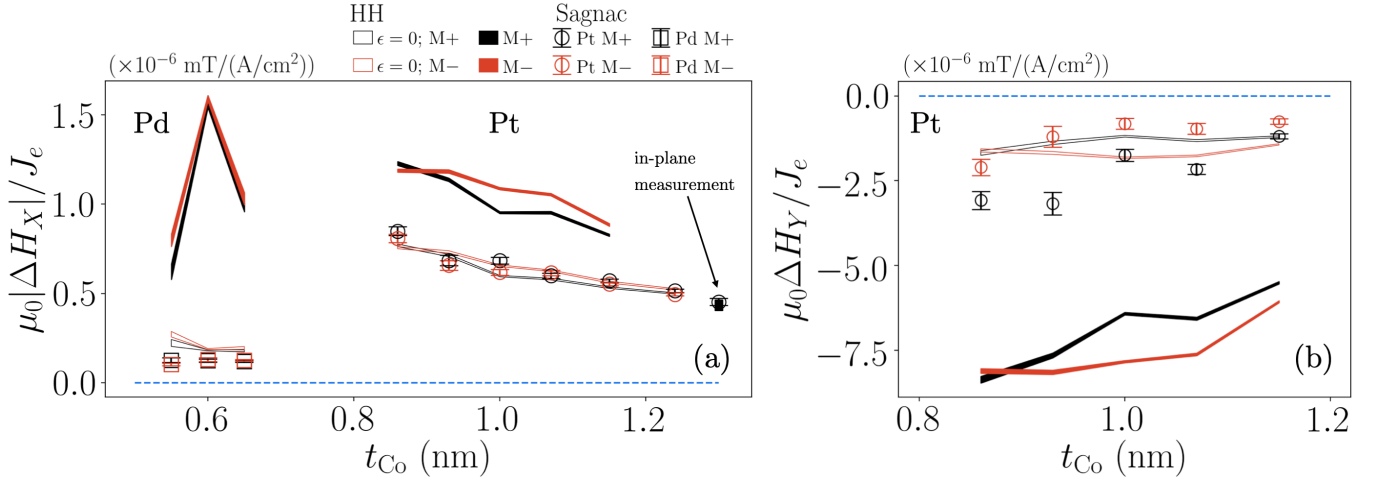 HH Sagnac
ϵ = 0; M+ M+ Pt M+ Pd M+
ϵ = 0; M− M− Pt M− Pd M−
(×10⁻⁶ mT/(A/cm²))
μ₀|ΔH_X|/J_e
1.5
1.0
0.5
0.0
Pd
Pt
in-plane
measurement
(a)
0.6 0.8 1.0 1.2
t_Co (nm)
(×10⁻⁶ mT/(A/cm²))
μ₀ΔH_Y/J_e
0.0
−2.5
−5.0
−7.5
Pt
(b)
0.8 1.0 1.2
t_Co (nm)